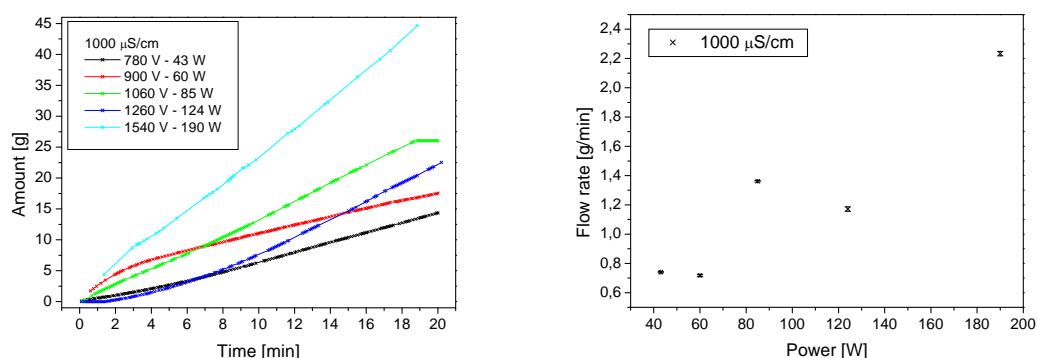 45
40
35
30
25
20
15
10
5
0
Amount [g]
1000 μS/cm
780 V - 43 W
900 V - 60 W
1060 V - 85 W
1260 V - 124 W
1540 V - 190 W
0 2 4 6 8 10 12 14 16 18 20
Time [min]
2,4
2,2
2,0
1,8
1,6
1,4
1,2
1,0
0,8
0,6
Flow rate [g/min]
1000 μS/cm
40 60 80 100 120 140 160 180 200
Power [W]